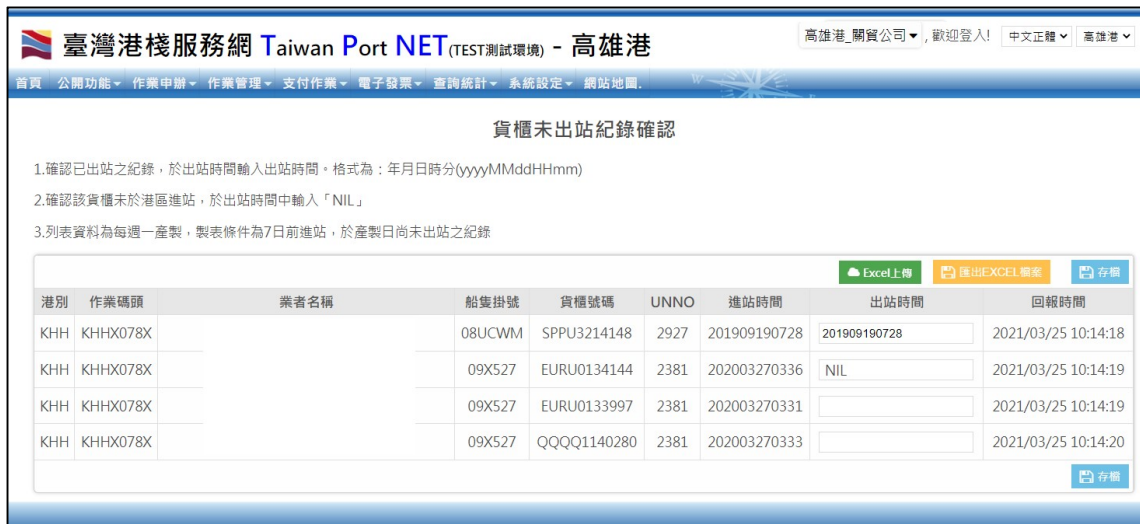 臺灣港棧服務網 Taiwan Port NET(TEST測試環境) - 高雄港
高雄港_關貿公司 , 歡迎登入! 中文正體 高雄港
首頁 公開功能 作業申辦 作業管理 支付作業 電子發票 查詢統計 系統設定 網站地圖.
W
貨櫃未出站紀錄確認
1.確認已出站之紀錄,於出站時間輸入出站時間。格式為:年月日時分(yyyyMMddHHmm)
2.確認該貨櫃未於港區進站,於出站時間中輸入「NIL」
3.列表資料為每週一產製,製表條件為7日前進站,於產製日尚未出站之紀錄
Excel上傳 匯出EXCEL檔案 存檔
港別 作業碼頭 業者名稱 船隻掛號 貨櫃號碼 UNNO 進站時間 出站時間 回報時間
KHH KHHX078X 08UCWM SPPU3214148 2927 201909190728 201909190728 2021/03/25 10:14:18
KHH KHHX078X 09X527 EURU0134144 2381 202003270336 NIL 2021/03/25 10:14:19
KHH KHHX078X 09X527 EURU0133997 2381 202003270331 2021/03/25 10:14:19
KHH KHHX078X 09X527 QQQQ1140280 2381 202003270333 2021/03/25 10:14:20
存檔